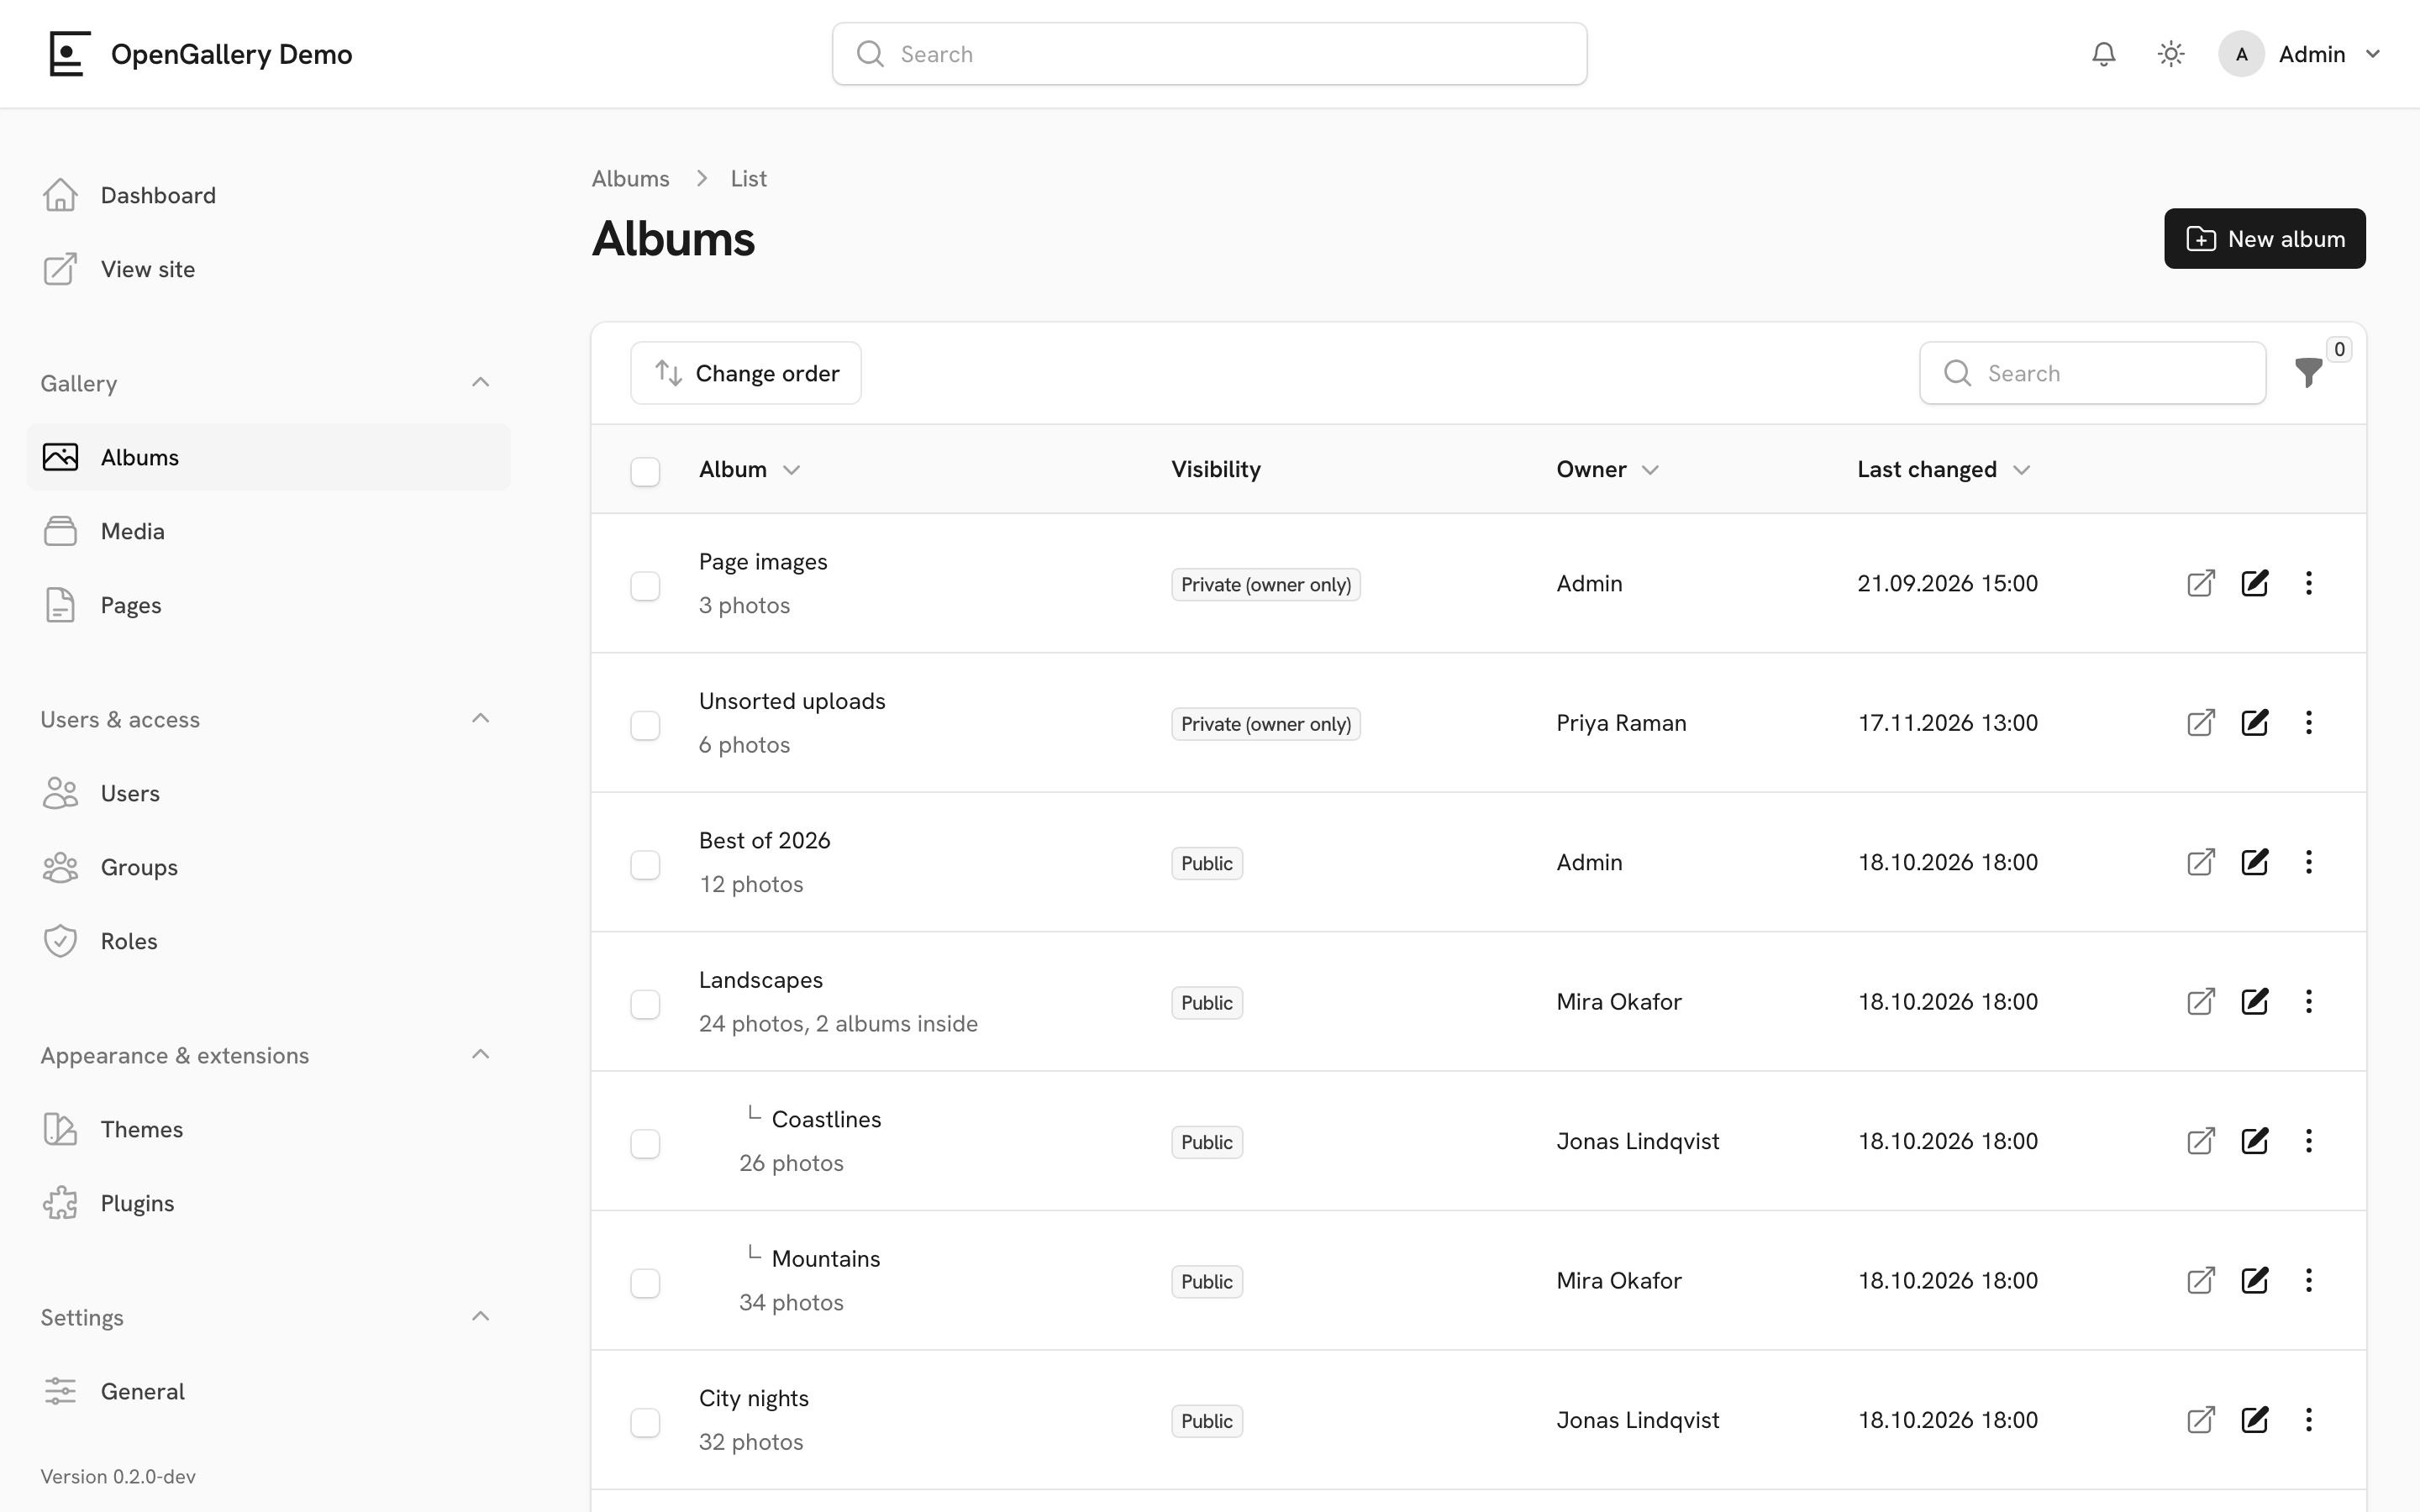 OpenGallery Demo
Search
A
Admin
Dashboard
View site
Gallery
Albums
Media
Pages
Users & access
Users
Groups
Roles
Appearance & extensions
Themes
Plugins
Settings
General
Version 0.2.0-dev
Albums > List
Albums
New album
Change order
Search
0
Album Visibility Owner Last changed
Page images
3 photos
Private (owner only) Admin 21.09.2026 15:00
Unsorted uploads
6 photos
Private (owner only) Priya Raman 17.11.2026 13:00
Best of 2026
12 photos
Public Admin 18.10.2026 18:00
Landscapes
24 photos, 2 albums inside
Public Mira Okafor 18.10.2026 18:00
Coastlines
26 photos
Public Jonas Lindqvist 18.10.2026 18:00
Mountains
34 photos
Public Mira Okafor 18.10.2026 18:00
City nights
32 photos
Public Jonas Lindqvist 18.10.2026 18:00